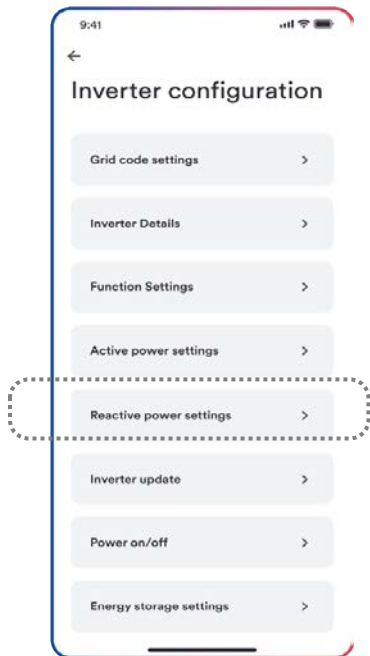 9:41
Inverter configuration
Grid code settings
Inverter Details
Function Settings
Active power settings
Reactive power settings
Inverter update
Power on/off
Energy storage settings